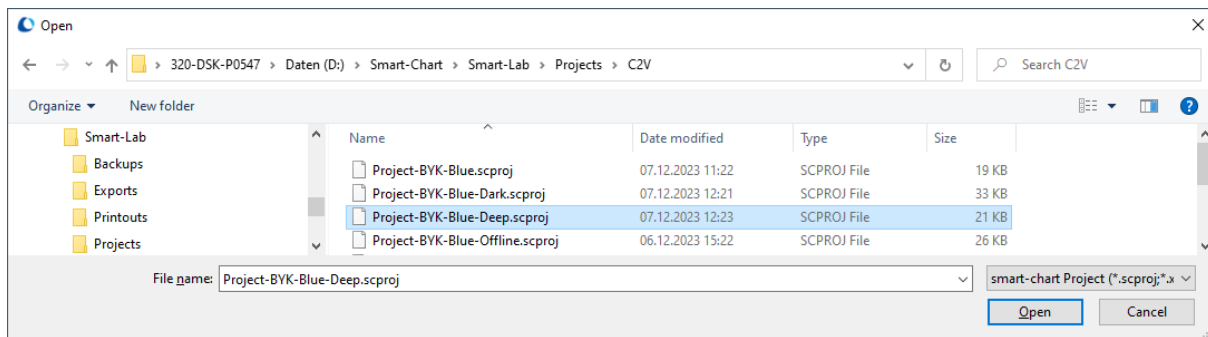 Open
320-DSK-P0547 > Daten (D:) > Smart-Chart > Smart-Lab > Projects > C2V
Search C2V
Organize
New folder
Smart-Lab
Backups
Exports
Printouts
Projects
Name Date modified Type Size
Project-BYK-Blue.scproj 07.12.2023 11:22 SCPROJ File 19 KB
Project-BYK-Blue-Dark.scproj 07.12.2023 12:21 SCPROJ File 33 KB
Project-BYK-Blue-Deep.scproj 07.12.2023 12:23 SCPROJ File 21 KB
Project-BYK-Blue-Offline.scproj 06.12.2023 15:22 SCPROJ File 26 KB
File name: Project-BYK-Blue-Deep.scproj
smart-chart Project (*.scproj;*.x
Open Cancel